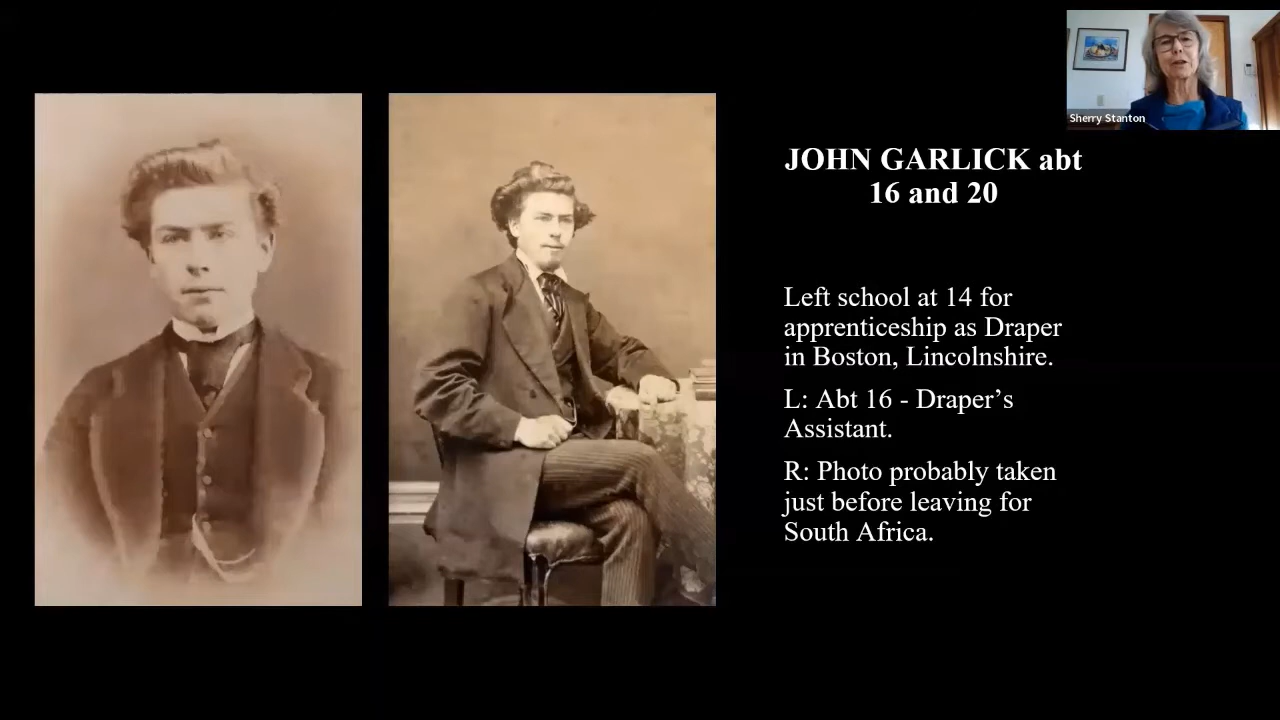 Sherry Stanton
JOHN GARLICK abt
16 and 20
Left school at 14 for
apprenticeship as Draper
in Boston, Lincolnshire.
L: Abt 16 - Draper’s
Assistant.
R: Photo probably taken
just before leaving for
South Africa.